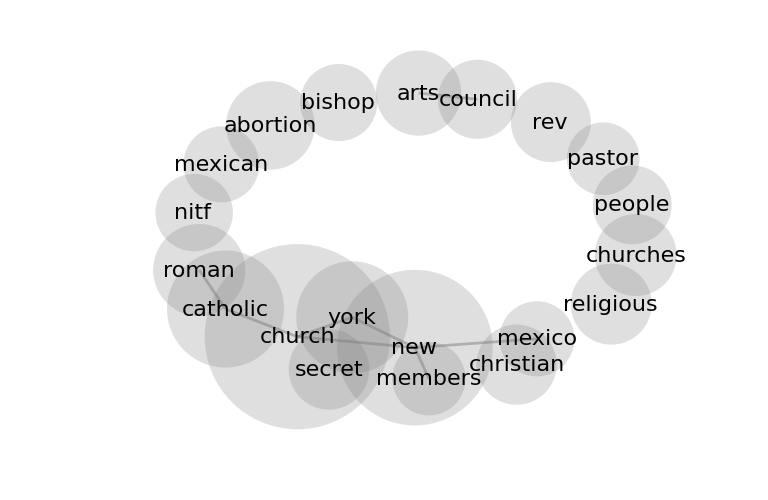 arts
council
bishop
rev
abortion
pastor
mexican
people
nitf
churches
roman
religious
catholic
york
church
mexico
new
christian
secret
members